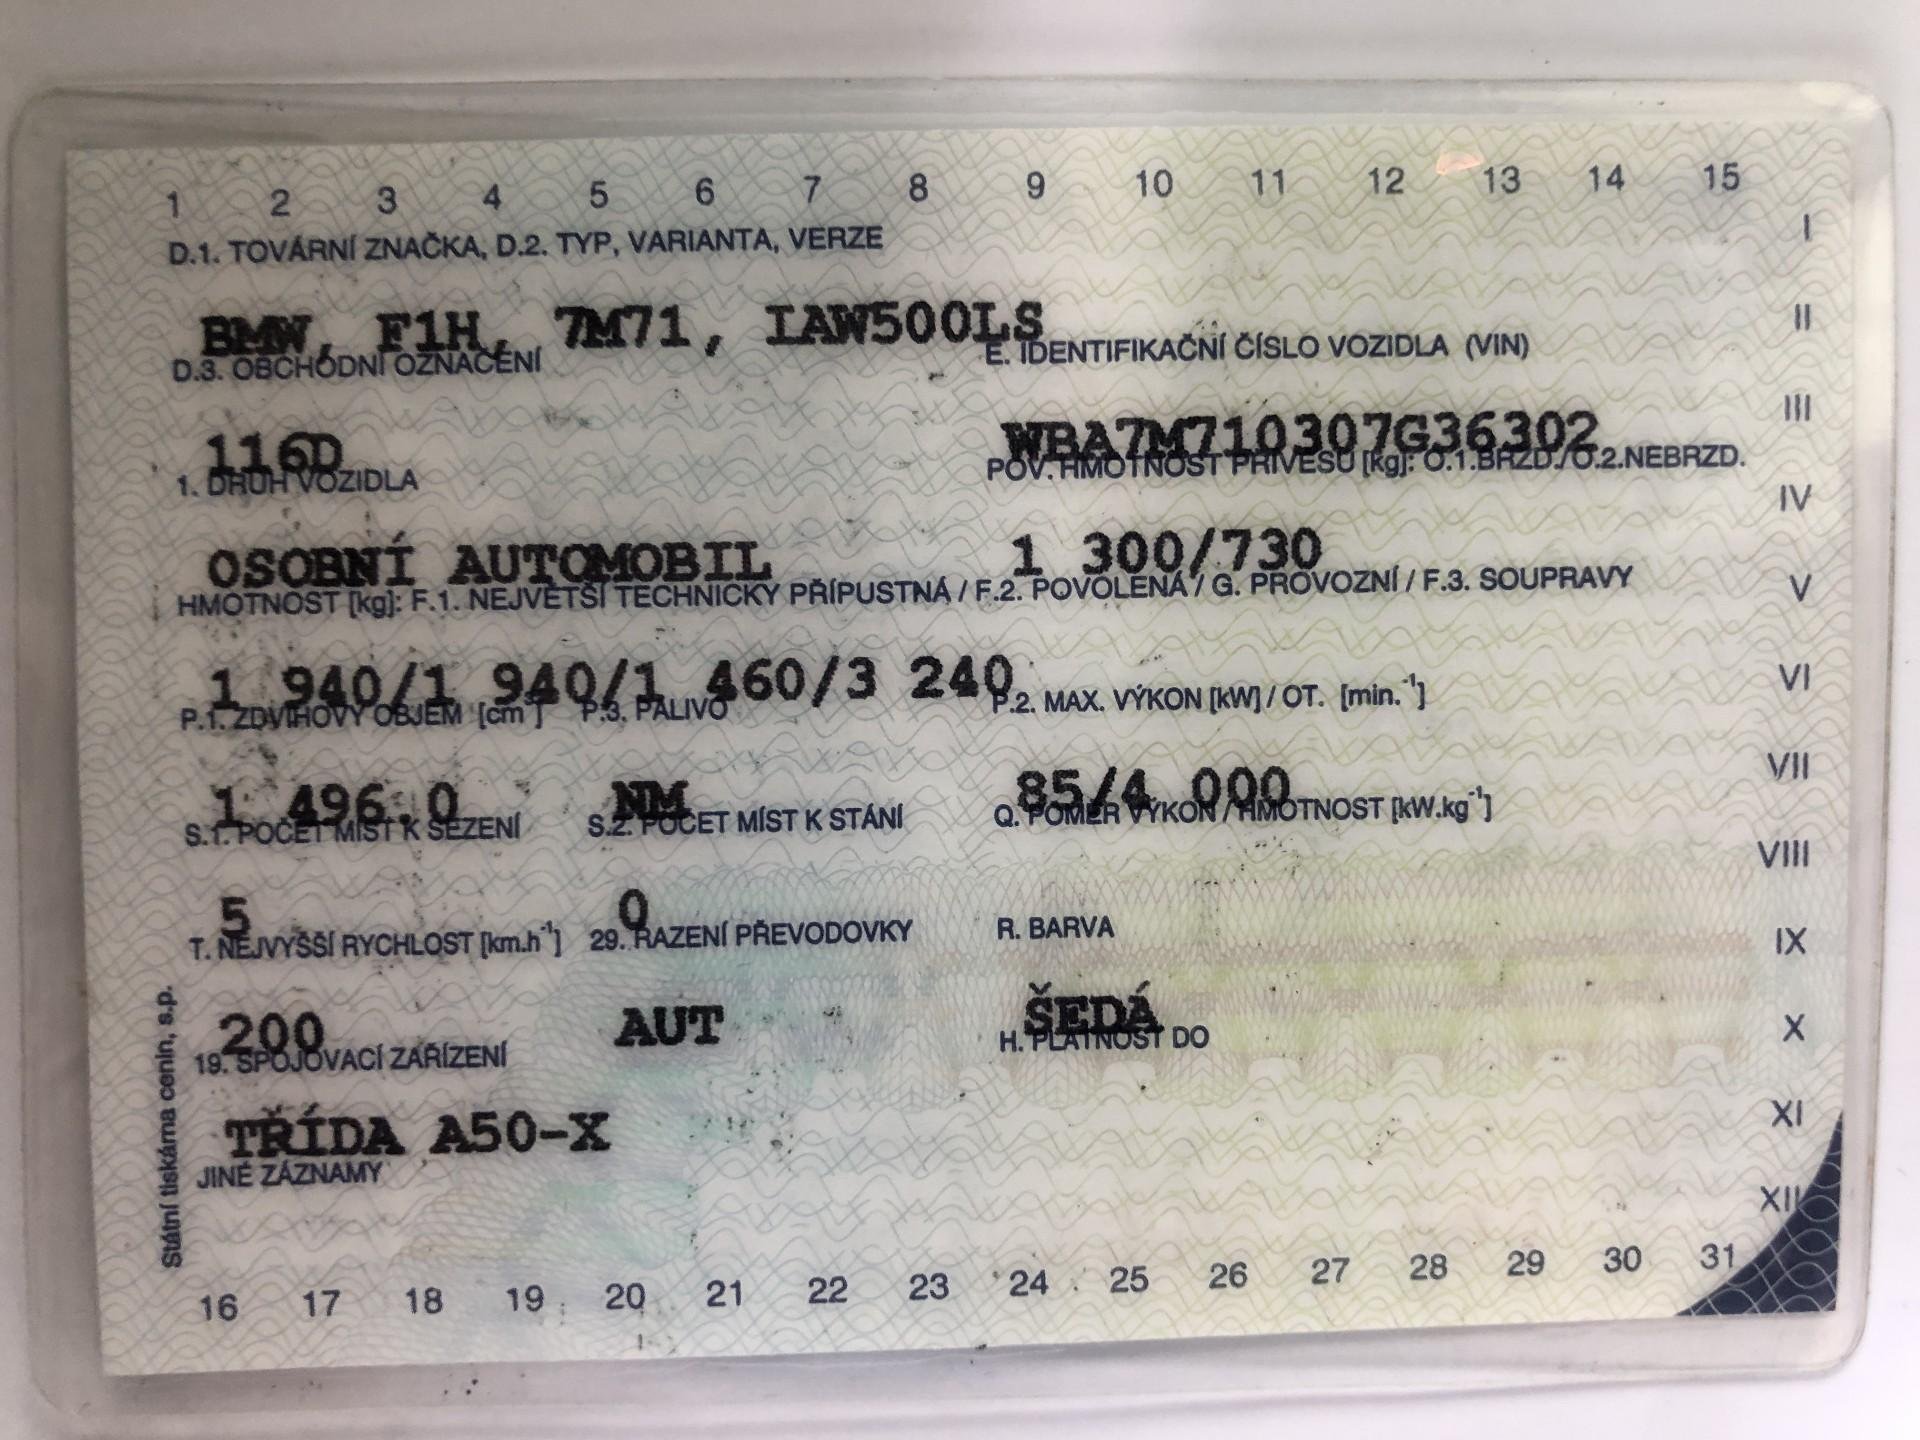 1 2 3 4 5 6 7 8 9 10 11 12 13 14 15
D.1. TOVÁRNÍ ZNAČKA, D.2. TYP, VARIANTA, VERZE
I
BMW, F1H, 7M71, IAW500LS
II
D.3. OBCHODNÍ OZNAČENÍ E. IDENTIFIKAČNÍ ČÍSLO VOZIDLA (VIN)
116D WBA7M710307G36302
III
1. DRUH VOZIDLA POV. HMOTNOST PŘÍVĚSU [kg]: O.1.BRZD./O.2.NEBRZD.
IV
OSOBNÍ AUTOMOBIL 1 300/730
HMOTNOST [kg]: F.1. NEJVĚTŠÍ TECHNICKY PŘÍPUSTNÁ / F.2. POVOLENÁ / G. PROVOZNÍ / F.3. SOUPRAVY
V
1 940/1 940/1 460/3 240
VI
P.1. ZDVIHOVÝ OBJEM [cm³] P.3. PALIVO P.2. MAX. VÝKON [kW] / OT. [min.⁻¹]
1 496.0 NM 85/4 000
VII
S.1. POČET MÍST K SEZENÍ S.2. POČET MÍST K STÁNÍ Q. POMĚR VÝKON / HMOTNOST [kW.kg⁻¹]
VIII
5 0
T. NEJVYŠŠÍ RYCHLOST [km.h⁻¹] 29. ŘAZENÍ PŘEVODOVKY R. BARVA
IX
200 AUT ŠEDÁ
X
19. SPOJOVACÍ ZAŘÍZENÍ H. PLATNOST DO
TŘÍDA A50-X
XI
JINÉ ZÁZNAMY
XII
Státní tiskárna cenin, s.p.
16 17 18 19 20 21 22 23 24 25 26 27 28 29 30 31